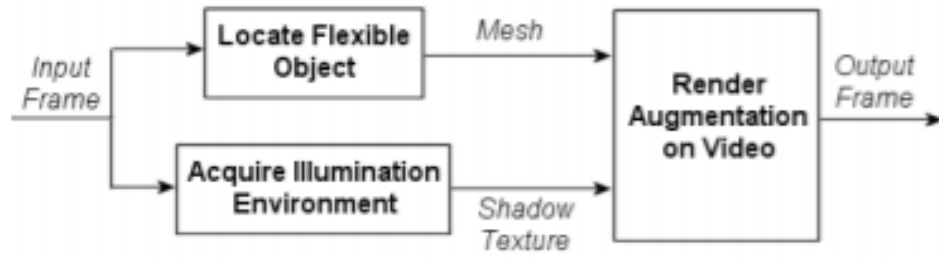 Input
Frame
Locate Flexible
Object
Mesh
Acquire Illumination
Environment
Shadow
Texture
Render
Augmentation
on Video
Output
Frame